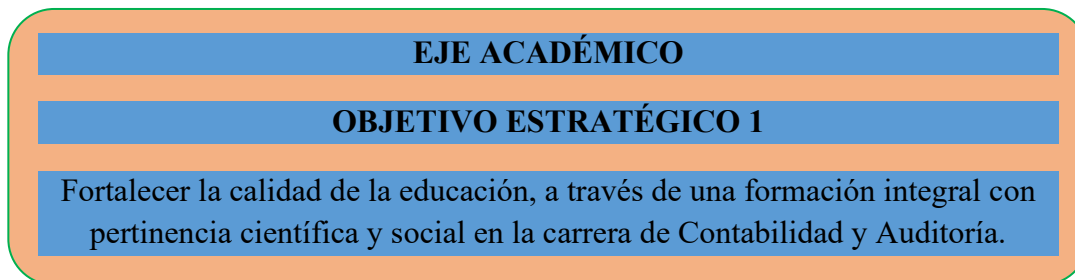 EJE ACADÉMICO
OBJETIVO ESTRATÉGICO 1
Fortalecer la calidad de la educación, a través de una formación integral con
pertinencia científica y social en la carrera de Contabilidad y Auditoría.